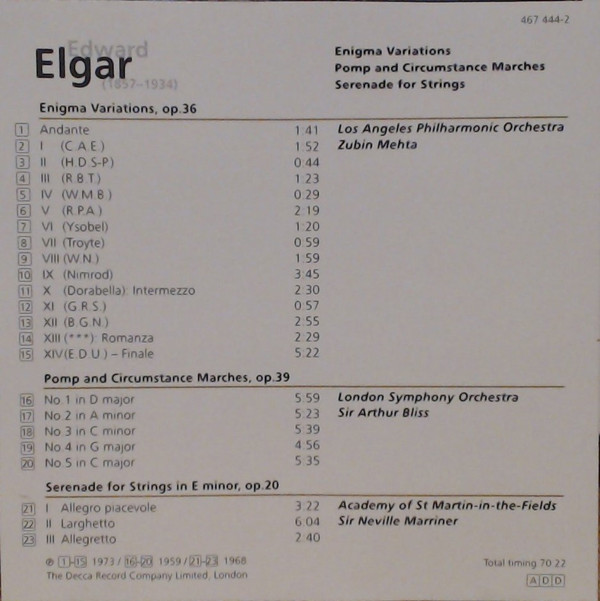 467 444-2
Edward
Elgar
(1857–1934)
Enigma Variations
Pomp and Circumstance Marches
Serenade for Strings
Enigma Variations, op.36
1 Andante 1:41 Los Angeles Philharmonic Orchestra
2 I (C.A.E.) 1:52 Zubin Mehta
3 II (H.D.S-P.) 0:44
4 III (R.B.T.) 1:23
5 IV (W.M.B.) 0:29
6 V (R.P.A.) 2:19
7 VI (Ysobel) 1:20
8 VII (Troyte) 0:59
9 VIII (W.N.) 1:59
10 IX (Nimrod) 3:45
11 X (Dorabella): Intermezzo 2:30
12 XI (G.R.S.) 0:57
13 XII (B.G.N.) 2:55
14 XIII (***): Romanza 2:29
15 XIV (E.D.U.) – Finale 5:22
Pomp and Circumstance Marches, op.39
16 No.1 in D major 5:59 London Symphony Orchestra
17 No.2 in A minor 5:23 Sir Arthur Bliss
18 No.3 in C minor 5:39
19 No.4 in G major 4:56
20 No.5 in C major 5:35
Serenade for Strings in E minor, op.20
21 I Allegro piacevole 3:22 Academy of St Martin-in-the-Fields
22 II Larghetto 6:04 Sir Neville Marriner
23 III Allegretto 2:40
℗ 1-15 1973 / 16-20 1959 / 21-23 1968 Total timing 70:22
The Decca Record Company Limited, London
ADD